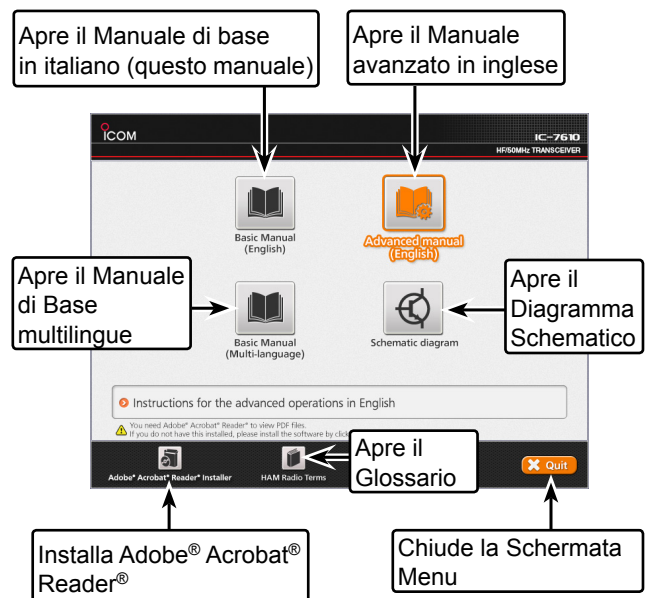 Apre il Manuale di base
in italiano (questo manuale)
Apre il Manuale
avanzato in inglese
ICOM
IC-7610
HF/50MHz TRANSCEIVER
Basic Manual
(English)
Advanced manual
(English)
Apre il Manuale
di Base
multilingue
Basic Manual
(Multi-language)
Schematic diagram
Apre il
Diagramma
Schematico
Instructions for the advanced operations in English
You need Adobe® Acrobat® Reader® to view PDF files.
If you do not have this installed, please install the software by
Apre il
Glossario
Adobe® Acrobat® Reader® Installer
HAM Radio Terms
Quit
Installa Adobe® Acrobat®
Reader®
Chiude la Schermata
Menu